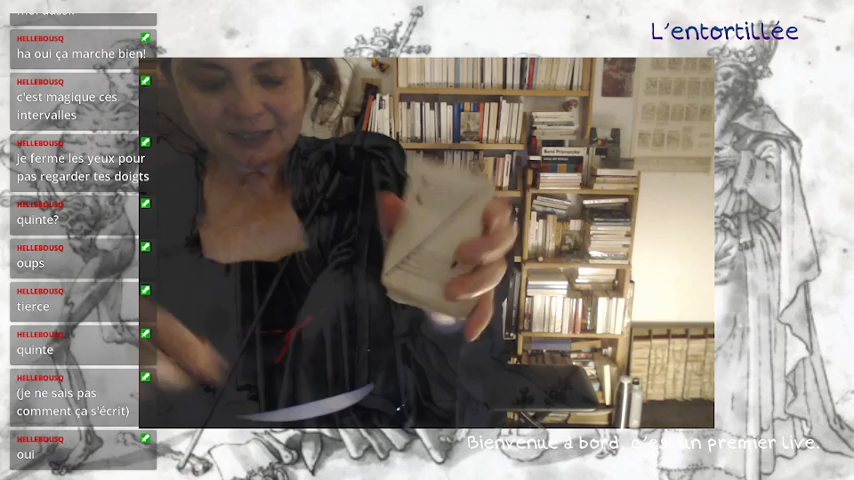 L'entortillée
HELLEBOUSQ
ha oui ça marche bien!
HELLEBOUSQ
c'est magique ces
intervalles
HELLEBOUSQ
je ferme les yeux pour
pas regarder tes doigts
HELLEBOUSQ
quinte?
HELLEBOUSQ
oups
HELLEBOUSQ
tierce
HELLEBOUSQ
quinte
HELLEBOUSQ
(je ne sais pas
comment ça s'écrit)
HELLEBOUSQ
oui
Bienvenue à bord, c'est un premier live.